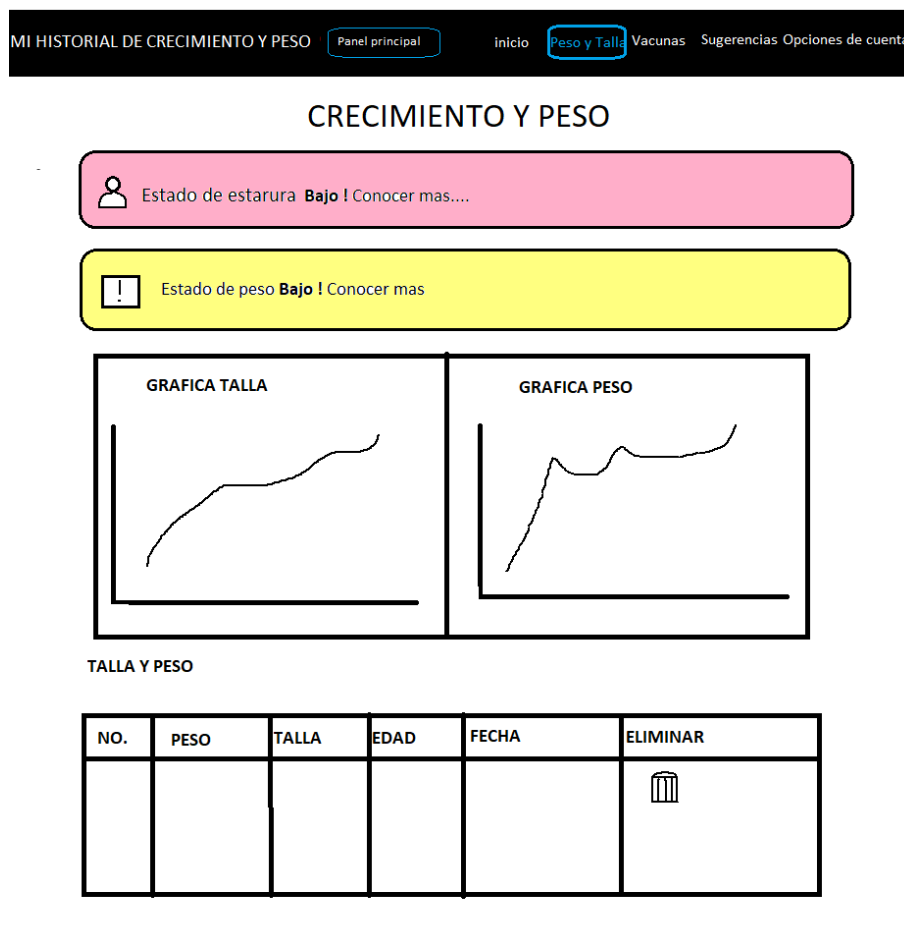 MI HISTORIAL DE CRECIMIENTO Y PESO Panel principal inicio Peso y Talla Vacunas Sugerencias Opciones de cuenta
CRECIMIENTO Y PESO
Estado de estarura Bajo ! Conocer mas....
! Estado de peso Bajo ! Conocer mas
GRAFICA TALLA GRAFICA PESO
TALLA Y PESO
NO. PESO TALLA EDAD FECHA ELIMINAR